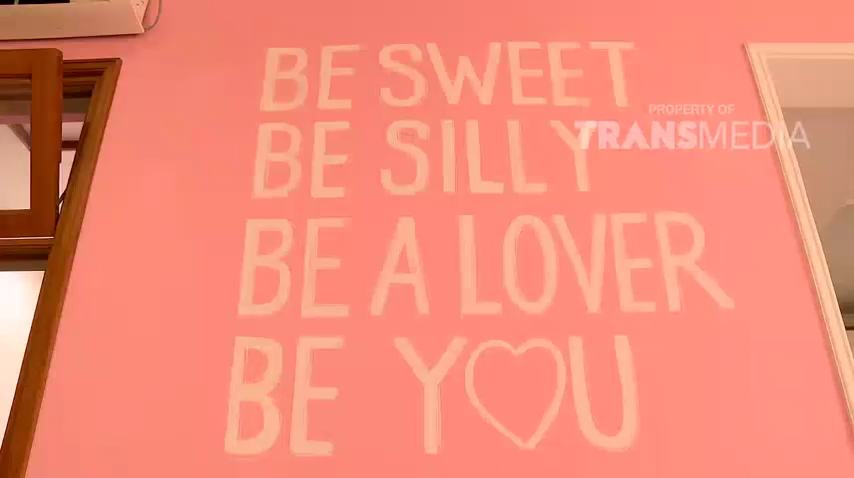 BE SWEET
PROPERTY OF
TRANSMEDIA
BE SILLY
BE A LOVER
BE Y♡U